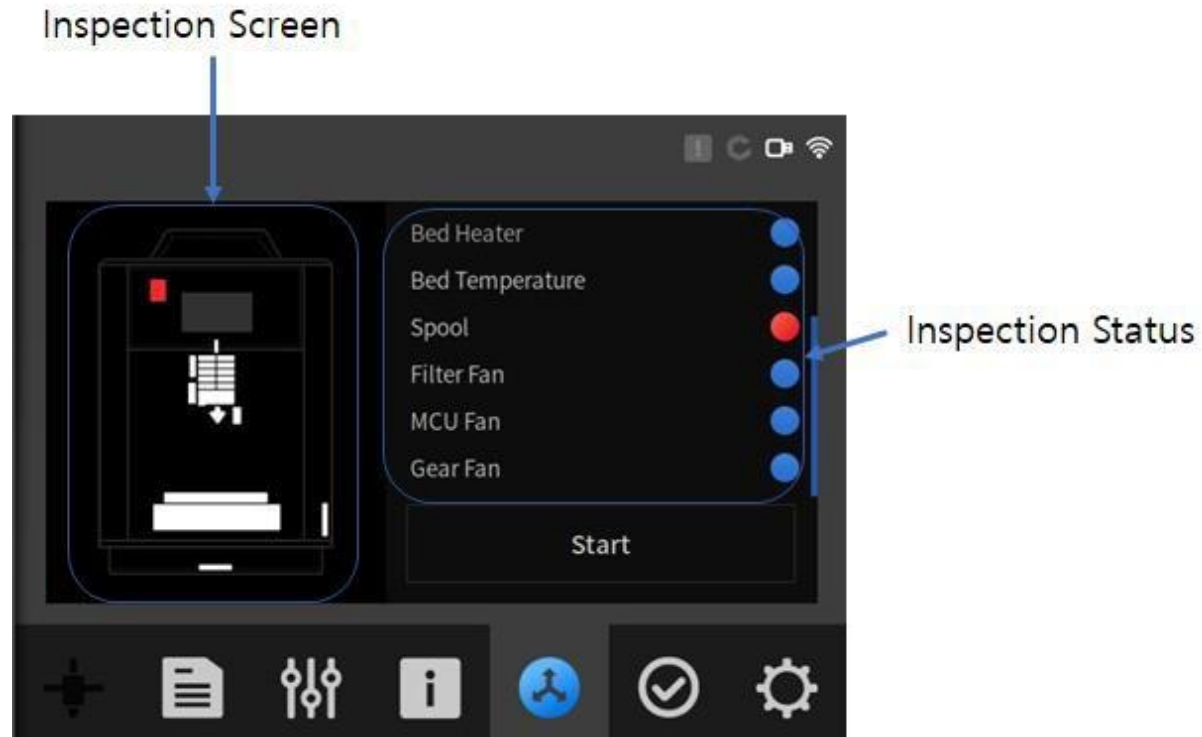 Inspection Screen
Bed Heater
Bed Temperature
Spool
Filter Fan
MCU Fan
Gear Fan
Start
Inspection Status